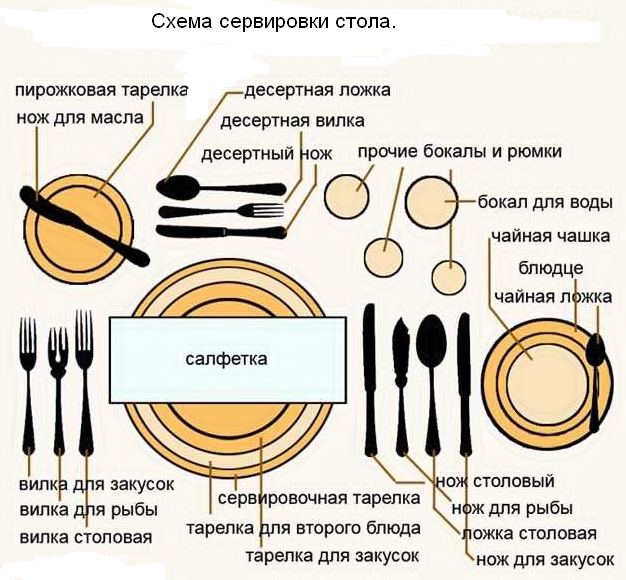 Схема сервировки стола.
пирожковая тарелка
нож для масла
десертная ложка
десертная вилка
десертный нож
прочие бокалы и рюмки
бокал для воды
чайная чашка
блюдце
чайная ложка
салфетка
вилка для закусок
вилка для рыбы
вилка столовая
сервировочная тарелка
тарелка для второго блюда
тарелка для закусок
нож столовый
нож для рыбы
ложка столовая
нож для закусок